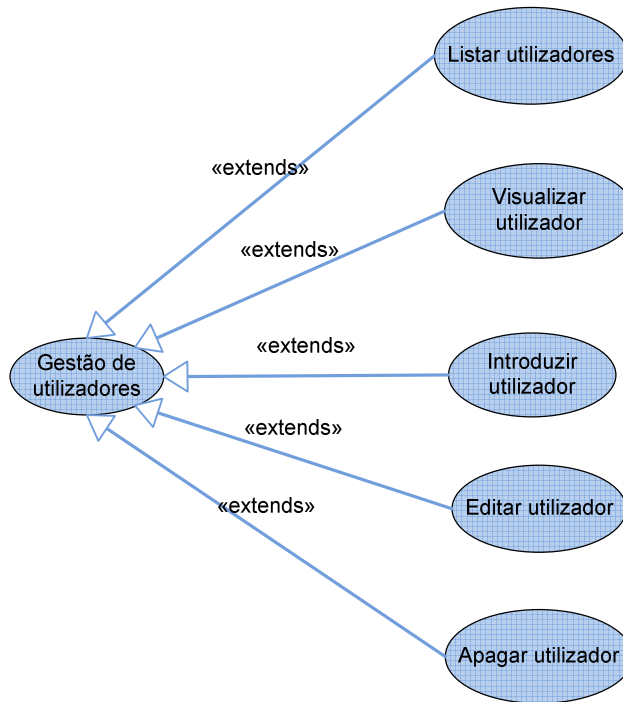 Listar utilizadores
«extends»
Visualizar
utilizador
«extends»
«extends»
Introduzir
utilizador
Gestão de
utilizadores
«extends»
Editar utilizador
«extends»
Apagar utilizador